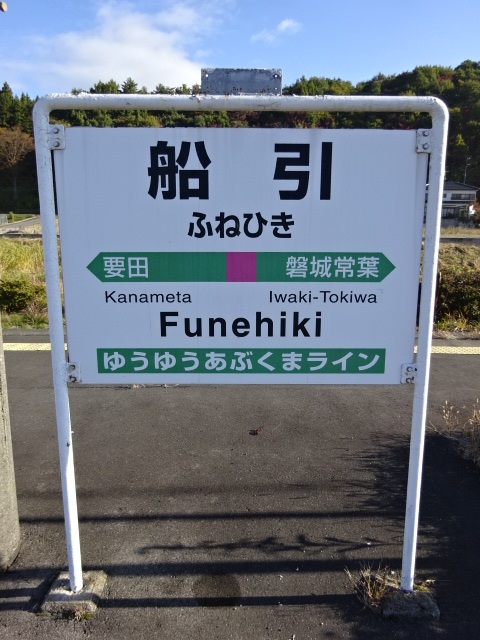 船引
ふねひき
要田 磐城常葉
Kanameta Iwaki-Tokiwa
Funehiki
ゆうゆうあぶくまライン